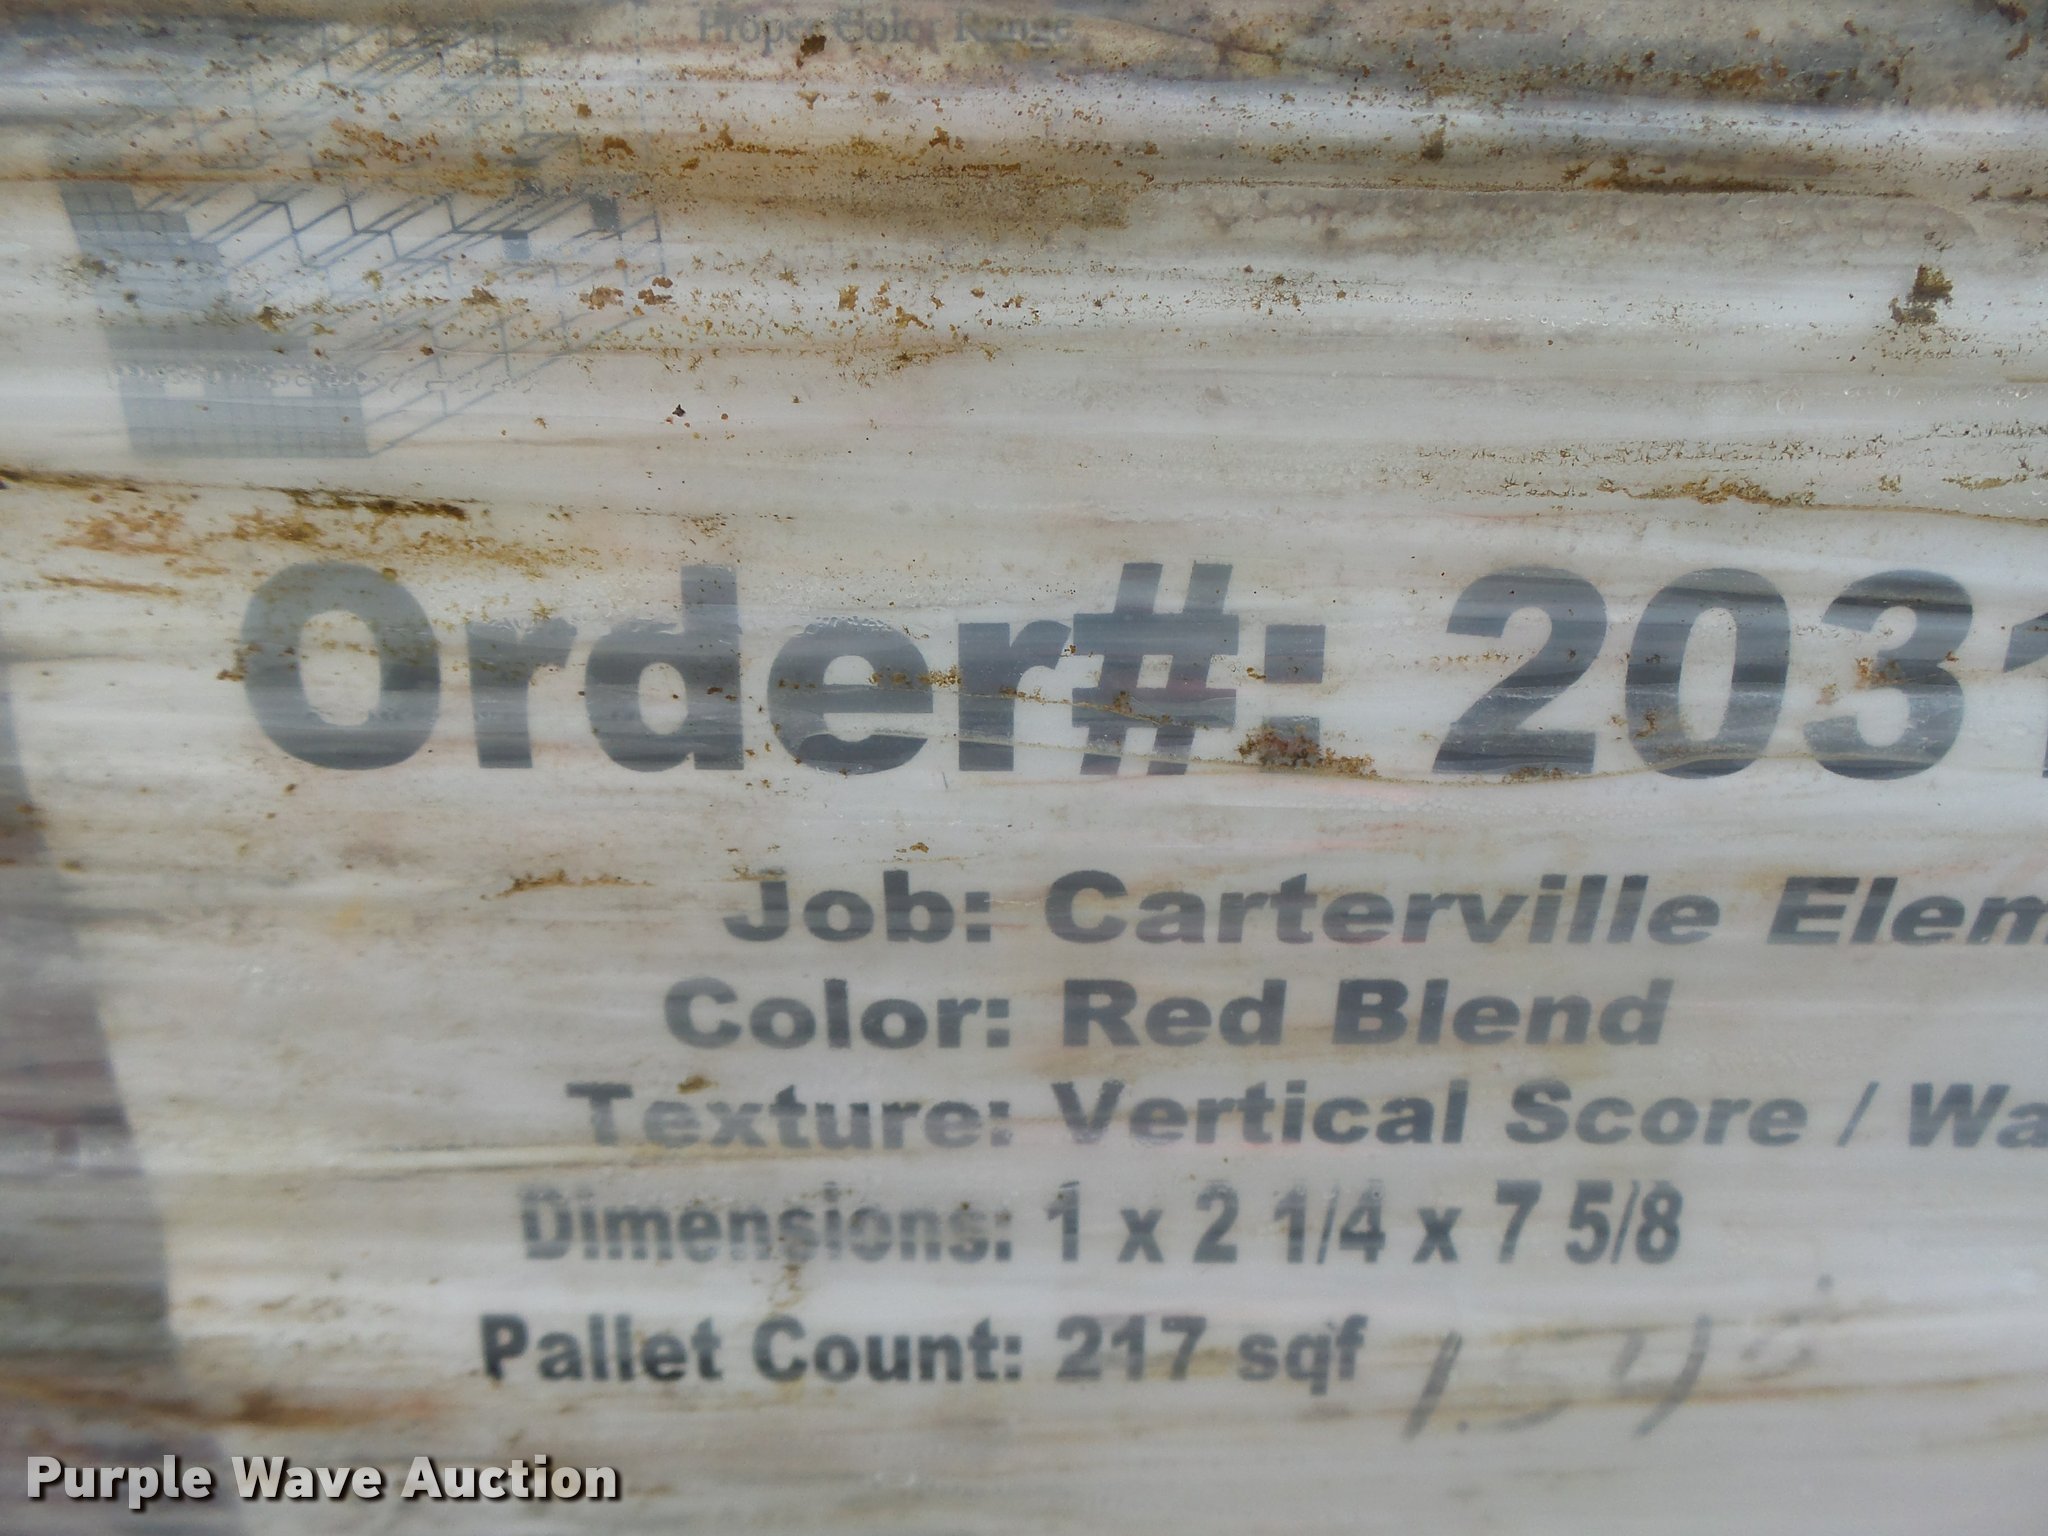 Proper Color Range
Order#: 2031
Job: Carterville Elem
Color: Red Blend
Texture: Vertical Score / Wa
Dimensions: 1 x 2 1/4 x 7 5/8
Pallet Count: 217 sqf
Purple Wave Auction